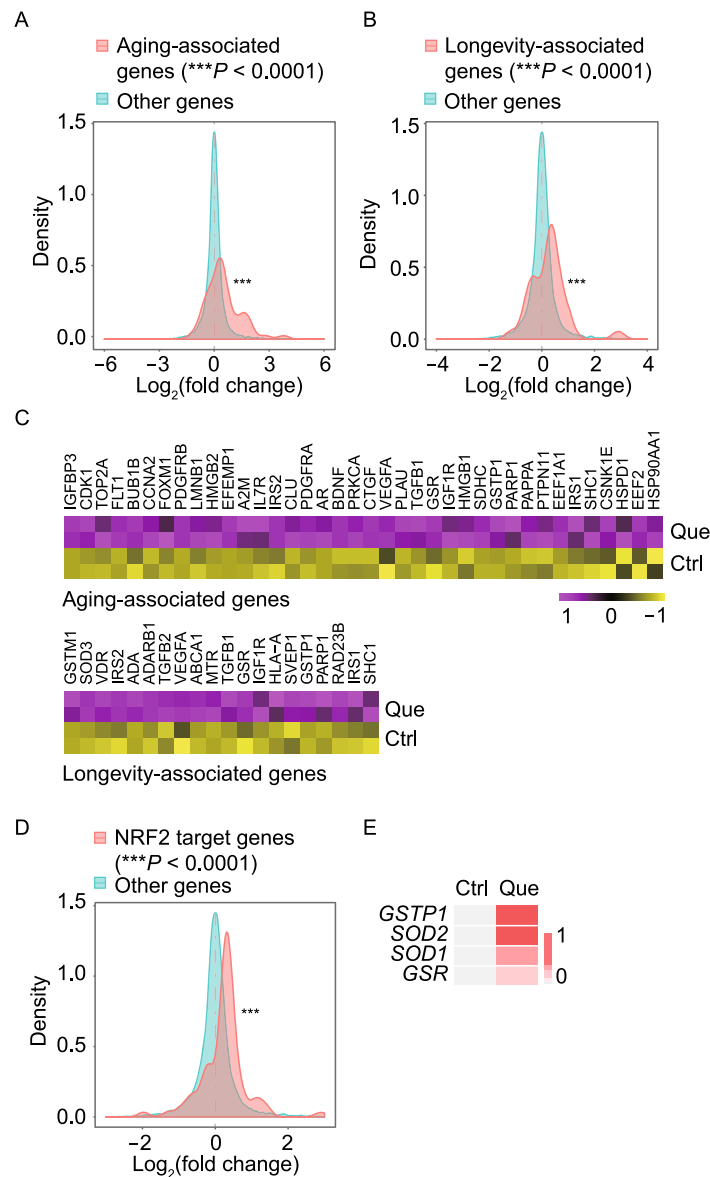 A
Aging-associated
genes (***P < 0.0001)
Other genes
1.5
1.0
0.5
0.0
Density
***
−6 −3 0 3 6
Log2(fold change)
B
Longevity-associated
genes (***P < 0.0001)
Other genes
1.5
1.0
0.5
0.0
Density
***
−4 −2 0 2 4
Log2(fold change)
C
IGFBP3
CDK1
TOP2A
FLT1
BUB1B
CCNA2
FOXM1
PDGFRB
LMNB1
HMGB2
EFEMP1
A2M
IL7R
IRS2
CLU
PDGFRA
AR
BDNF
PRKCA
CTGF
VEGFA
PLAU
TGFB1
GSR
IGF1R
HMGB1
SDHC
GSTP1
PARP1
PAPPA
PTPN11
EEF1A1
IRS1
SHC1
CSNK1E
HSPD1
EEF2
HSP90AA1
Que
Ctrl
Aging-associated genes
1 0 −1
GSTM1
SOD3
VDR
IRS2
ADA
ADARB1
TGFB2
VEGFA
ABCA1
MTR
TGFB1
GSR
IGF1R
HLA-A
SVEP1
GSTP1
PARP1
RAD23B
IRS1
SHC1
Que
Ctrl
Longevity-associated genes
D
NRF2 target genes
(***P < 0.0001)
Other genes
1.5
1.0
0.5
0.0
Density
***
−2 0 2
Log2(fold change)
E
Ctrl Que
GSTP1
SOD2
SOD1
GSR
1
0